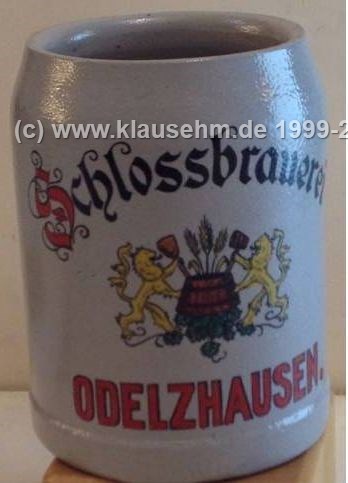 (c) www.klausehm.de 1999-2
Schlossbrauerei
ODELZHAUSEN.